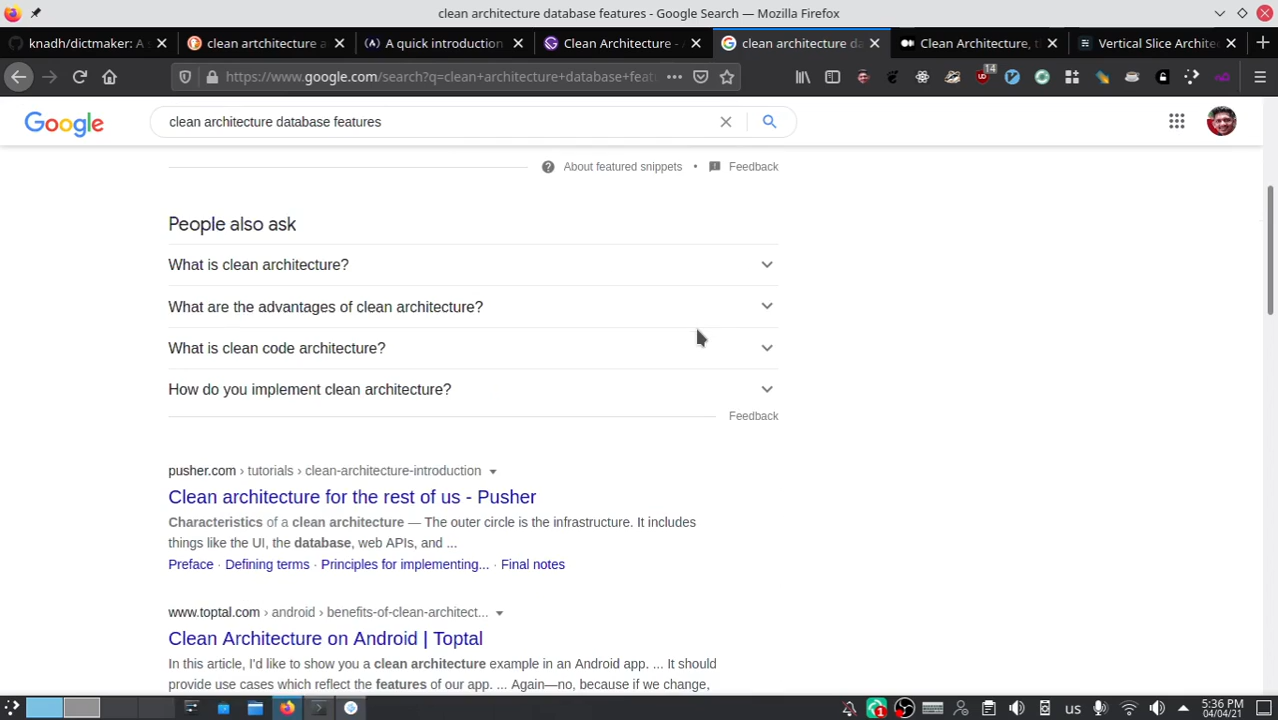 clean architecture database features - Google Search — Mozilla Firefox
knadh/dictmaker: A s
clean artchitecture a
A quick introduction
Clean Architecture - A
clean architecture da
Clean Architecture, t
Vertical Slice Archite
https://www.google.com/search?q=clean+architecture+database+feat
14
Google
clean architecture database features
About featured snippets • Feedback
People also ask
What is clean architecture?
What are the advantages of clean architecture?
What is clean code architecture?
How do you implement clean architecture?
Feedback
pusher.com › tutorials › clean-architecture-introduction
Clean architecture for the rest of us - Pusher
Characteristics of a clean architecture — The outer circle is the infrastructure. It includes
things like the UI, the database, web APIs, and ...
Preface · Defining terms · Principles for implementing... · Final notes
www.toptal.com › android › benefits-of-clean-architect...
Clean Architecture on Android | Toptal
In this article, I'd like to show you a clean architecture example in an Android app. ... It should
provide use cases which reflect the features of our app. ... Again—no, because if we change,
1
us
5:36 PM
04/04/21